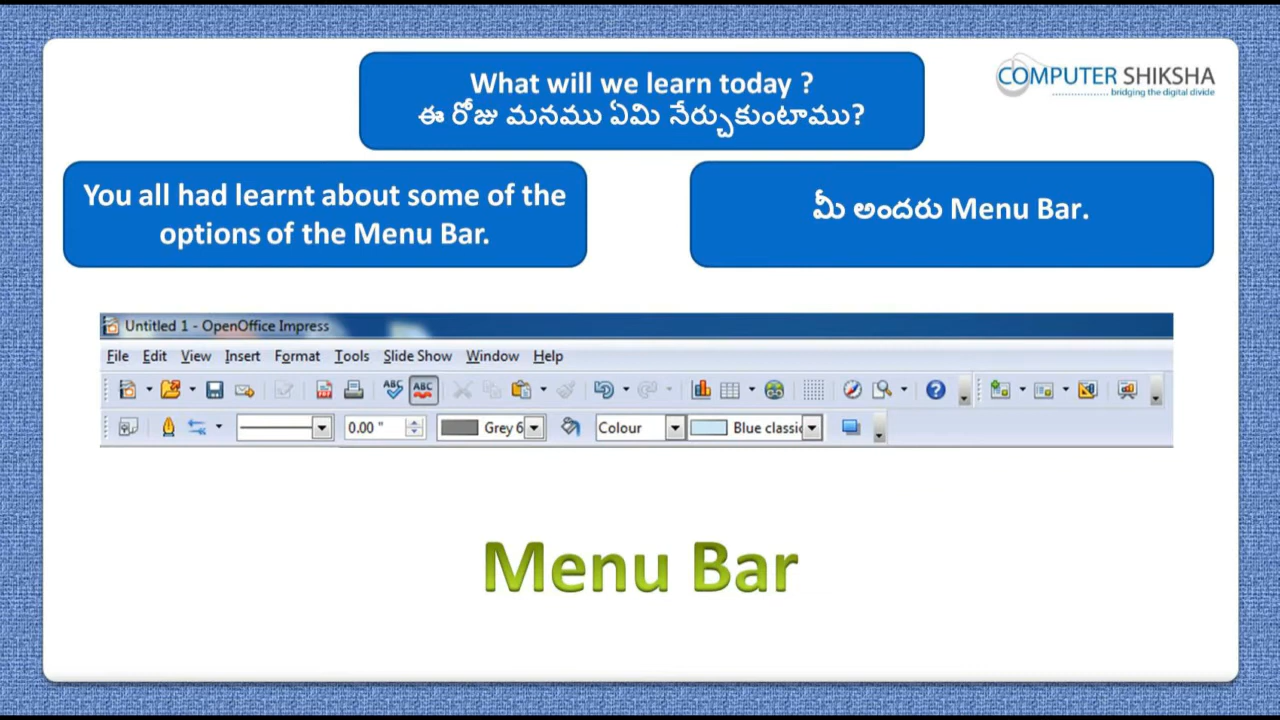 What will we learn today ?
ఈ రోజు మనము ఏమి నేర్చుకుంటాము?
COMPUTER SHIKSHA
bridging the digital divide
You all had learnt about some of the
options of the Menu Bar.
మీ అందరు Menu Bar.
Untitled 1 - OpenOffice Impress
File Edit View Insert Format Tools Slide Show Window Help
ABC ABC
0.00 " Grey 6 Colour Blue classic
Menu Bar